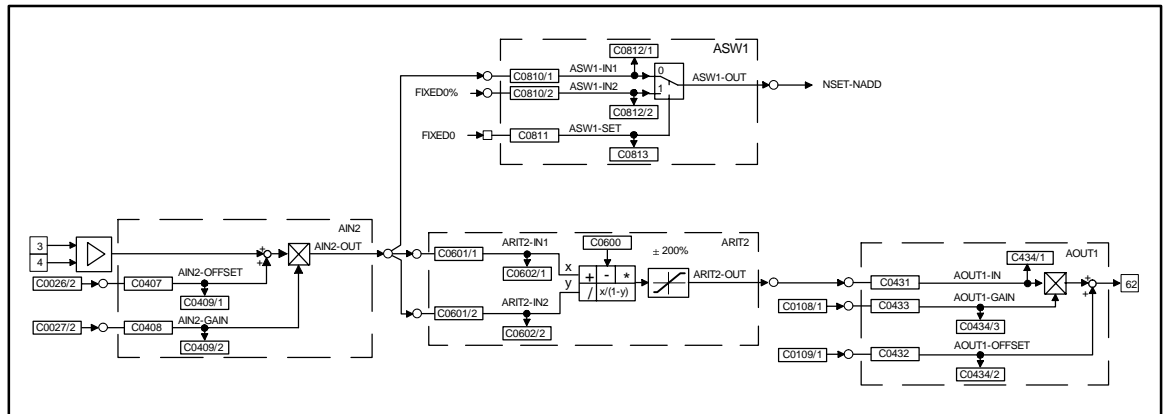 ASW1
C0812/1
C0810/1 ASW1-IN1 0 ASW1-OUT NSET-NADD
FIXED0% C0810/2 ASW1-IN2 1
C0812/2
FIXED0 C0811 ASW1-SET
C0813
AIN2
3
4
+
+
AIN2-OUT
C0026/2 C0407 AIN2-OFFSET
C0409/1
C0027/2 C0408 AIN2-GAIN
C0409/2
ARIT2
C0601/1 ARIT2-IN1 C0600 ± 200%
C0602/1
x
y
+ - *
/ x/(1-y)
ARIT2-OUT
C0601/2 ARIT2-IN2
C0602/2
AOUT1
C434/1
C0431 AOUT1-IN
+
+
62
C0108/1 C0433 AOUT1-GAIN
C0434/3
C0109/1 C0432 AOUT1-OFFSET
C0434/2